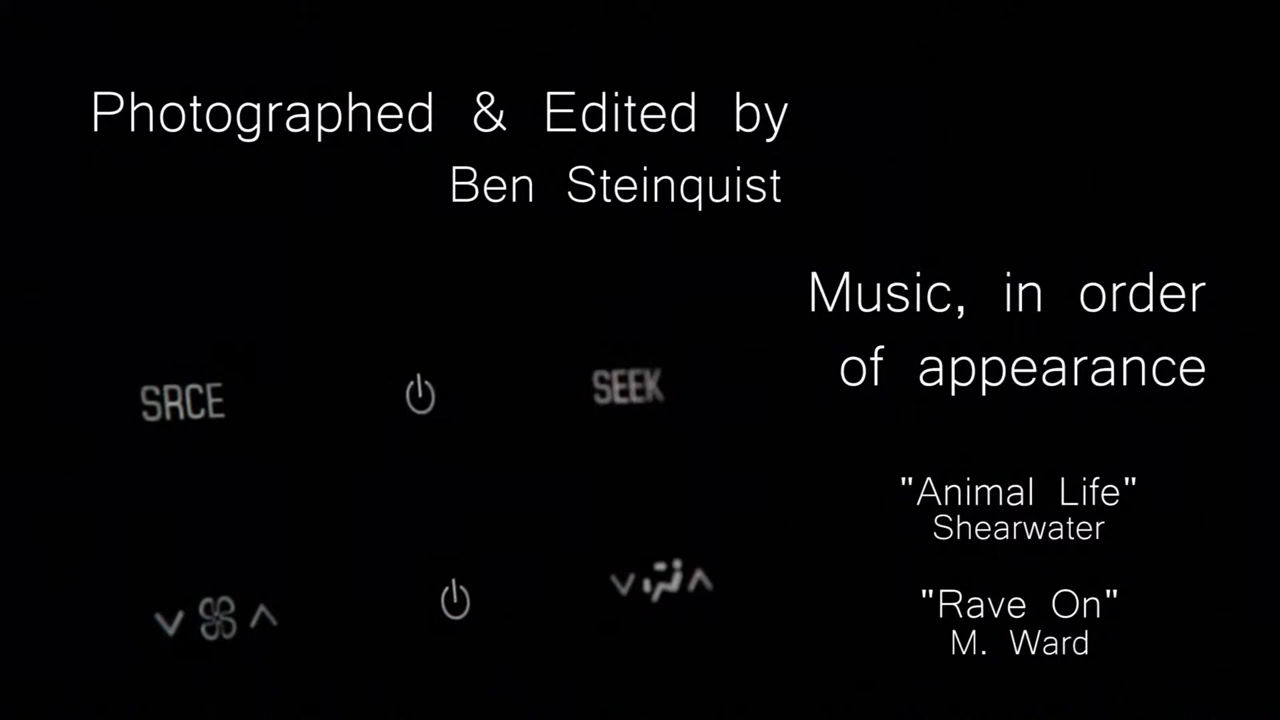 Photographed & Edited by
Ben Steinquist
Music, in order
of appearance
SRCE
SEEK
"Animal Life"
Shearwater
"Rave On"
M. Ward